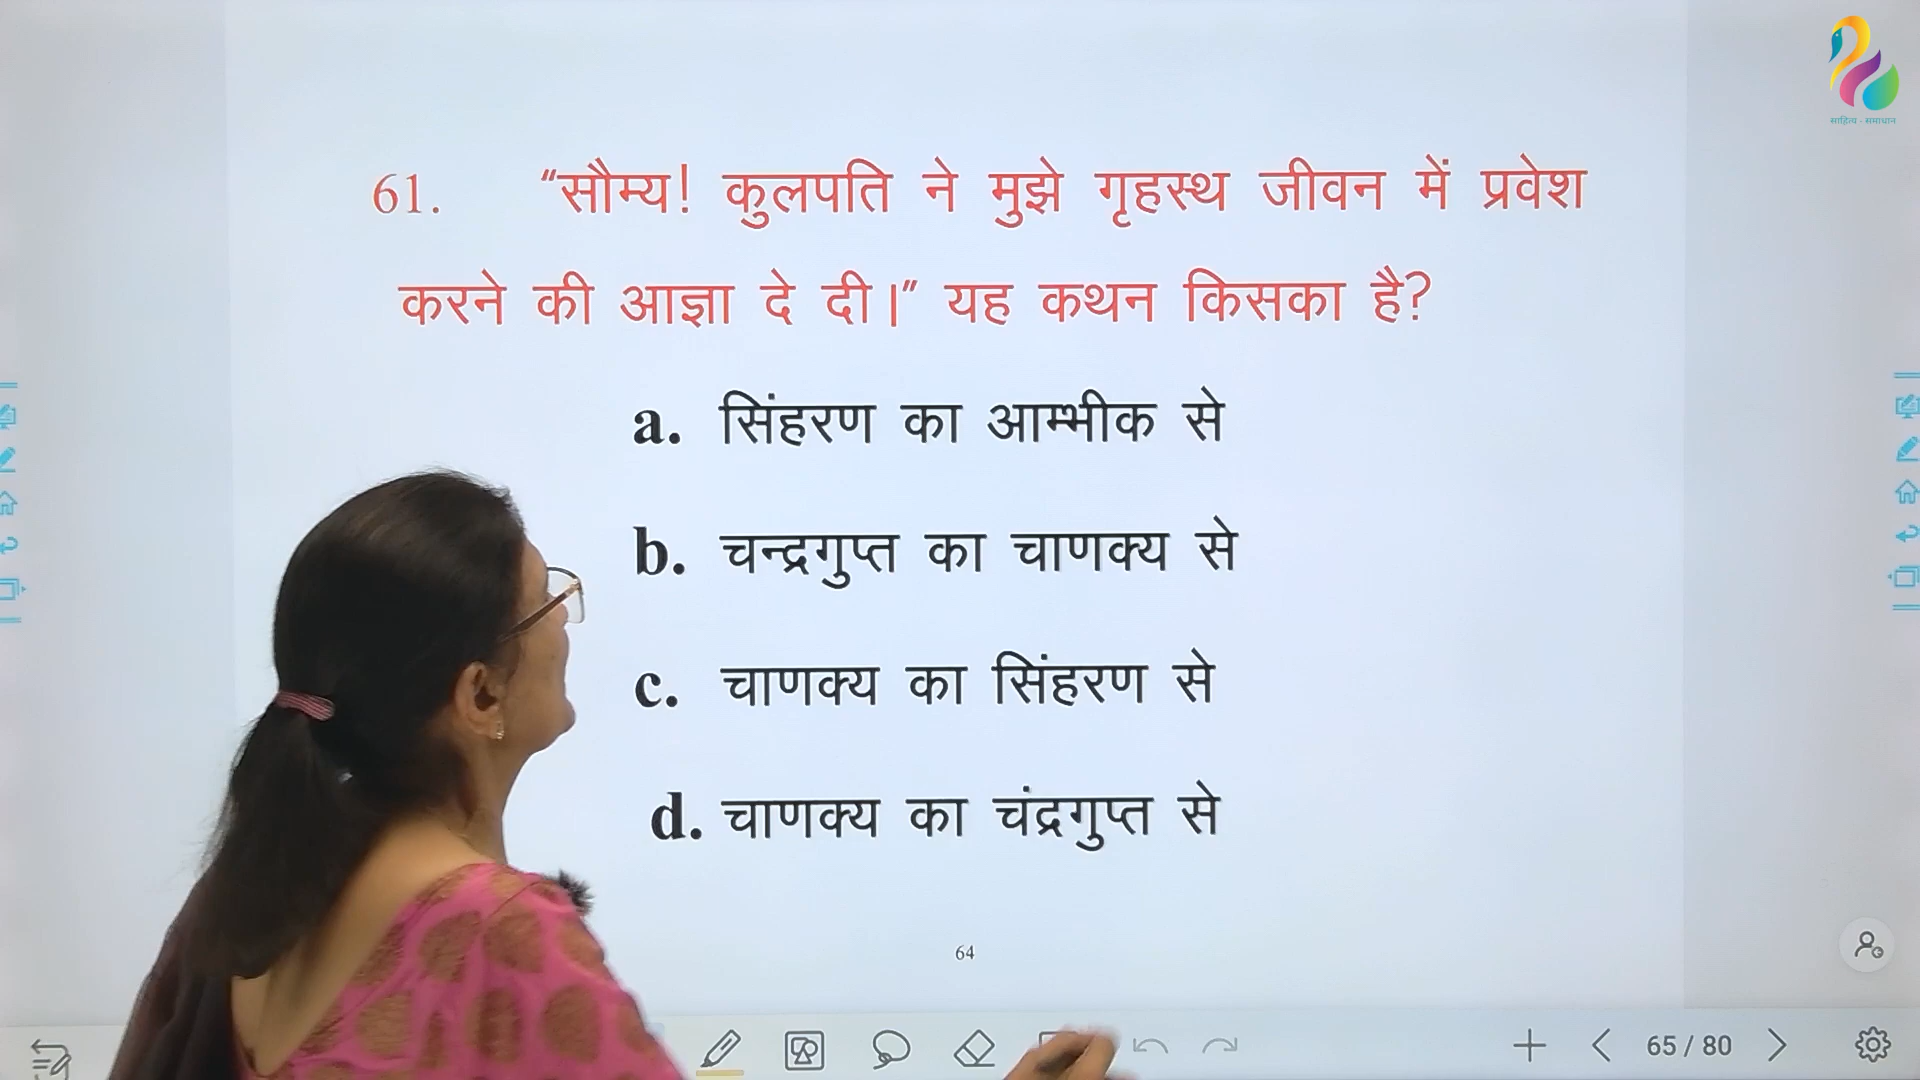 साहित्य - समाधान
61. “सौम्य! कुलपति ने मुझे गृहस्थ जीवन में प्रवेश
करने की आज्ञा दे दी।” यह कथन किसका है?
a. सिंहरण का आम्भीक से
b. चन्द्रगुप्त का चाणक्य से
c. चाणक्य का सिंहरण से
d. चाणक्य का चंद्रगुप्त से
64
65 / 80